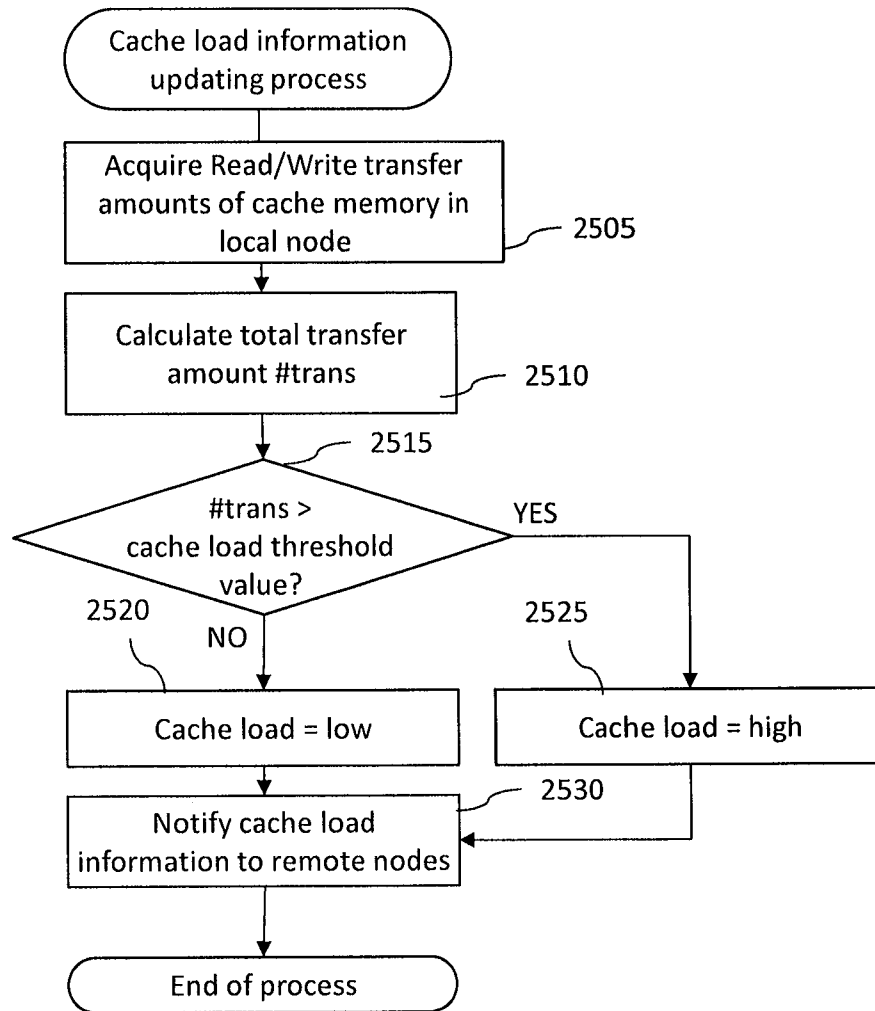 Cache load information
updating process
Acquire Read/Write transfer
amounts of cache memory in
local node
2505
Calculate total transfer
amount #trans
2510
2515
#trans >
cache load threshold
value?
YES
NO
2520
2525
Cache load = low
Cache load = high
2530
Notify cache load
information to remote nodes
End of process